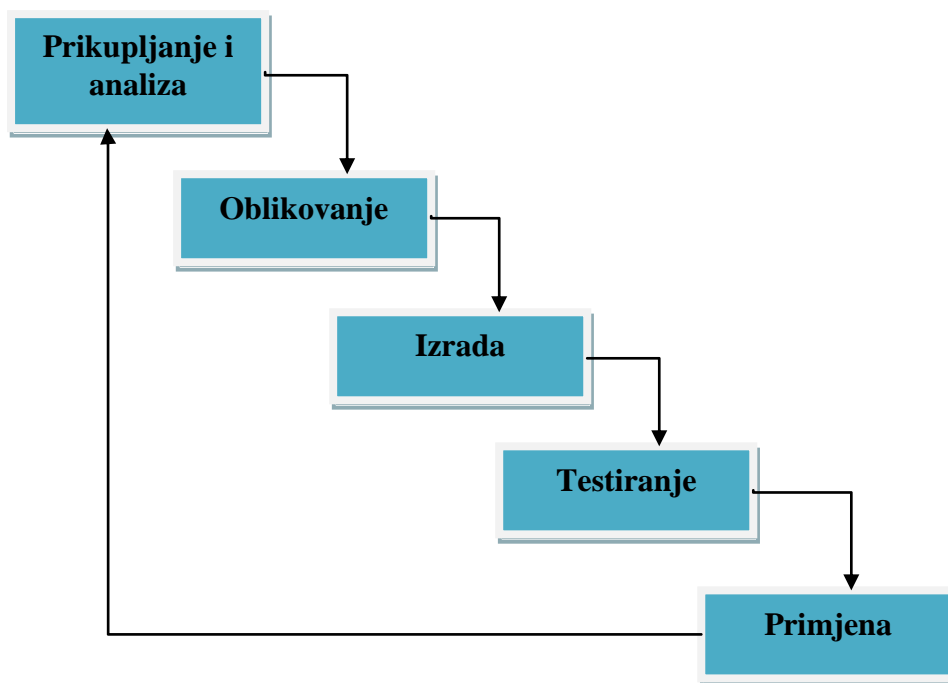 Prikupljanje i
analiza
Oblikovanje
Izrada
Testiranje
Primjena